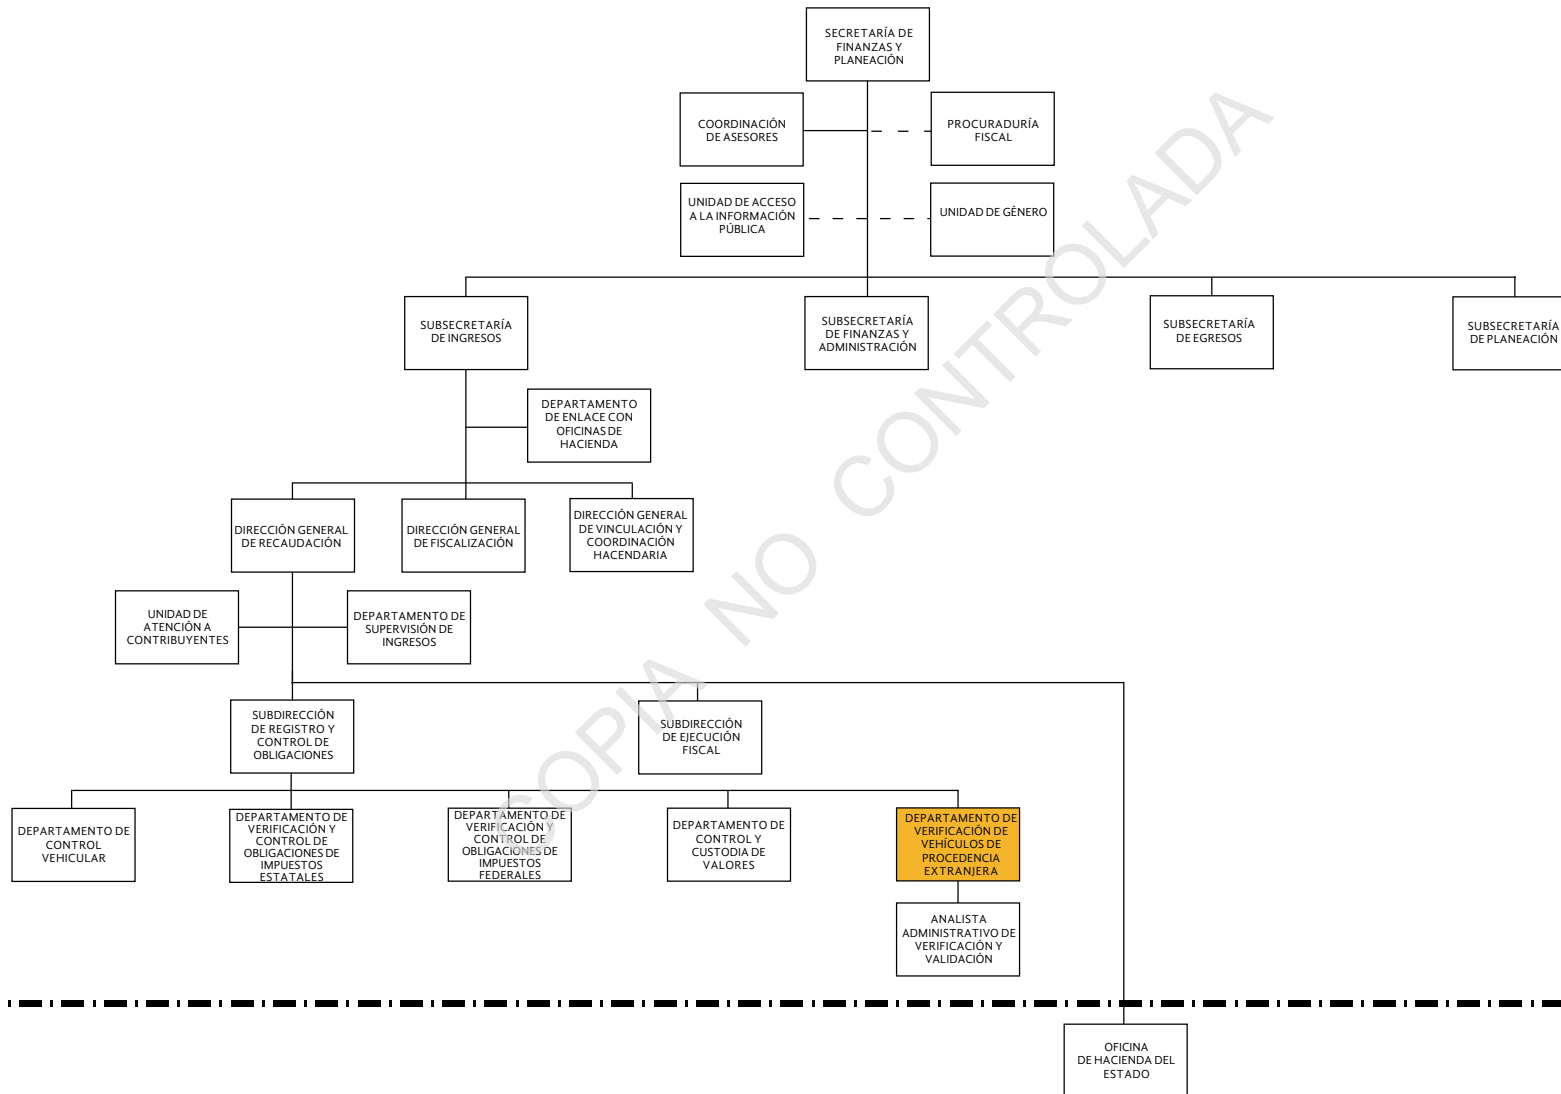 SECRETARÍA DE
FINANZAS Y
PLANEACIÓN
COORDINACIÓN
DE ASESORES
PROCURADURÍA
FISCAL
UNIDAD DE ACCESO
A LA INFORMACIÓN
PÚBLICA
UNIDAD DE GÉNERO
SUBSECRETARÍA
DE INGRESOS
SUBSECRETARÍA
DE FINANZAS Y
ADMINISTRACIÓN
SUBSECRETARÍA
DE EGRESOS
SUBSECRETARÍA
DE PLANEACIÓN
DEPARTAMENTO
DE ENLACE CON
OFICINAS DE
HACIENDA
DIRECCIÓN GENERAL
DE RECAUDACIÓN
DIRECCIÓN GENERAL
DE FISCALIZACIÓN
DIRECCIÓN GENERAL
DE VINCULACIÓN Y
COORDINACIÓN
HACENDARIA
UNIDAD DE
ATENCIÓN A
CONTRIBUYENTES
DEPARTAMENTO DE
SUPERVISIÓN DE
INGRESOS
SUBDIRECCIÓN
DE REGISTRO Y
CONTROL DE
OBLIGACIONES
SUBDIRECCIÓN
DE EJECUCIÓN
FISCAL
DEPARTAMENTO DE
CONTROL
VEHICULAR
DEPARTAMENTO DE
VERIFICACIÓN Y
CONTROL DE
OBLIGACIONES DE
IMPUESTOS
ESTATALES
DEPARTAMENTO DE
VERIFICACIÓN Y
CONTROL DE
OBLIGACIONES DE
IMPUESTOS
FEDERALES
DEPARTAMENTO DE
CONTROL Y
CUSTODIA DE
VALORES
DEPARTAMENTO DE
VERIFICACIÓN DE
VEHÍCULOS DE
PROCEDENCIA
EXTRANJERA
ANALISTA
ADMINISTRATIVO DE
VERIFICACIÓN Y
VALIDACIÓN
OFICINA
DE HACIENDA DEL
ESTADO
COPIA NO CONTROLADA